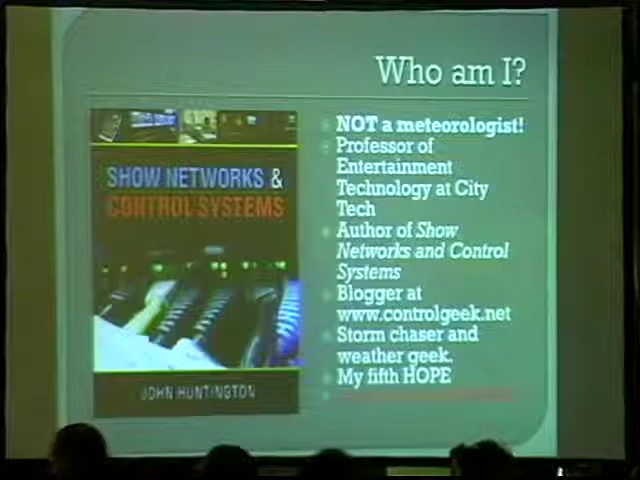 Who am I?
SHOW NETWORKS &
CONTROL SYSTEMS
JOHN HUNTINGTON
NOT a meteorologist!
Professor of
Entertainment
Technology at City
Tech
Author of Show
Networks and Control
Systems
Blogger at
www.controlgeek.net
Storm chaser and
weather geek.
My fifth HOPE